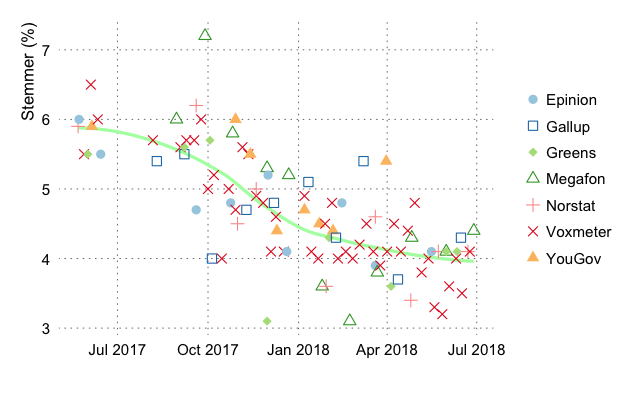 Stemmer (%)
7
6
5
4
3
Jul 2017
Oct 2017
Jan 2018
Apr 2018
Jul 2018
Epinion
Gallup
Greens
Megafon
Norstat
Voxmeter
YouGov